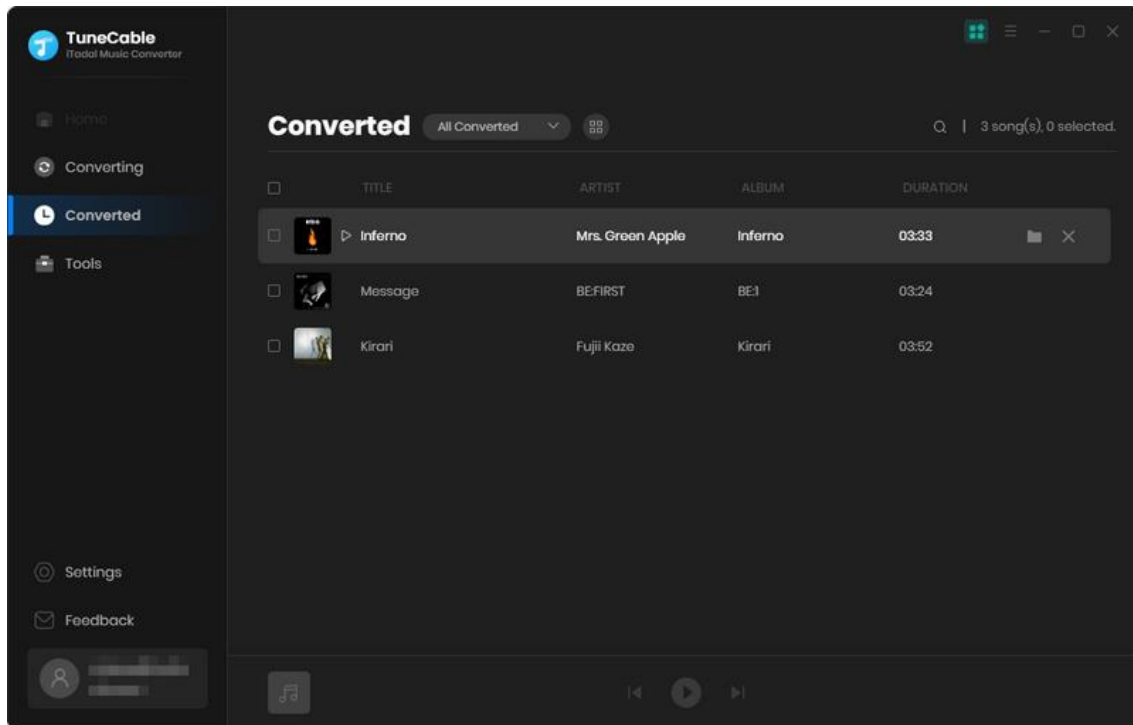 TuneCable
iTadal Music Converter
Home
Converting
Converted
Tools
Settings
Feedback
Converted
All Converted
3 song(s), 0 selected.
TITLE ARTIST ALBUM DURATION
Inferno Mrs. Green Apple Inferno 03:33
Message BE:FIRST BE:1 03:24
Kirari Fujii Kaze Kirari 03:52